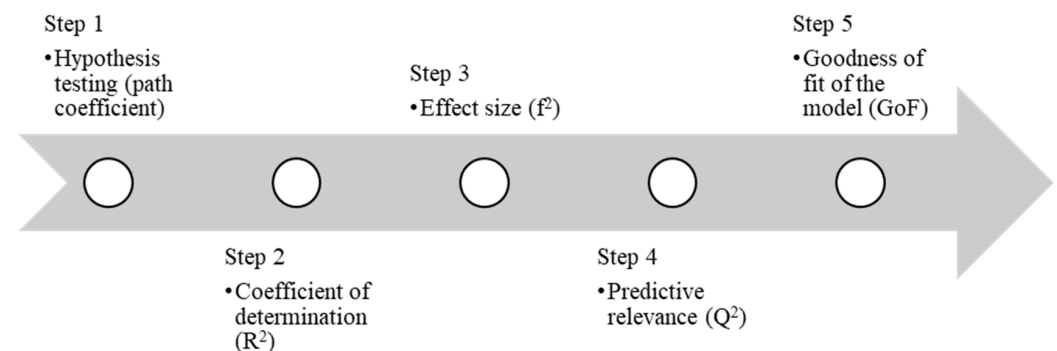 Step 1
•Hypothesis
testing (path
coefficient)
Step 2
•Coefficient of
determination
(R²)
Step 3
•Effect size (f²)
Step 4
•Predictive
relevance (Q²)
Step 5
•Goodness of
fit of the
model (GoF)